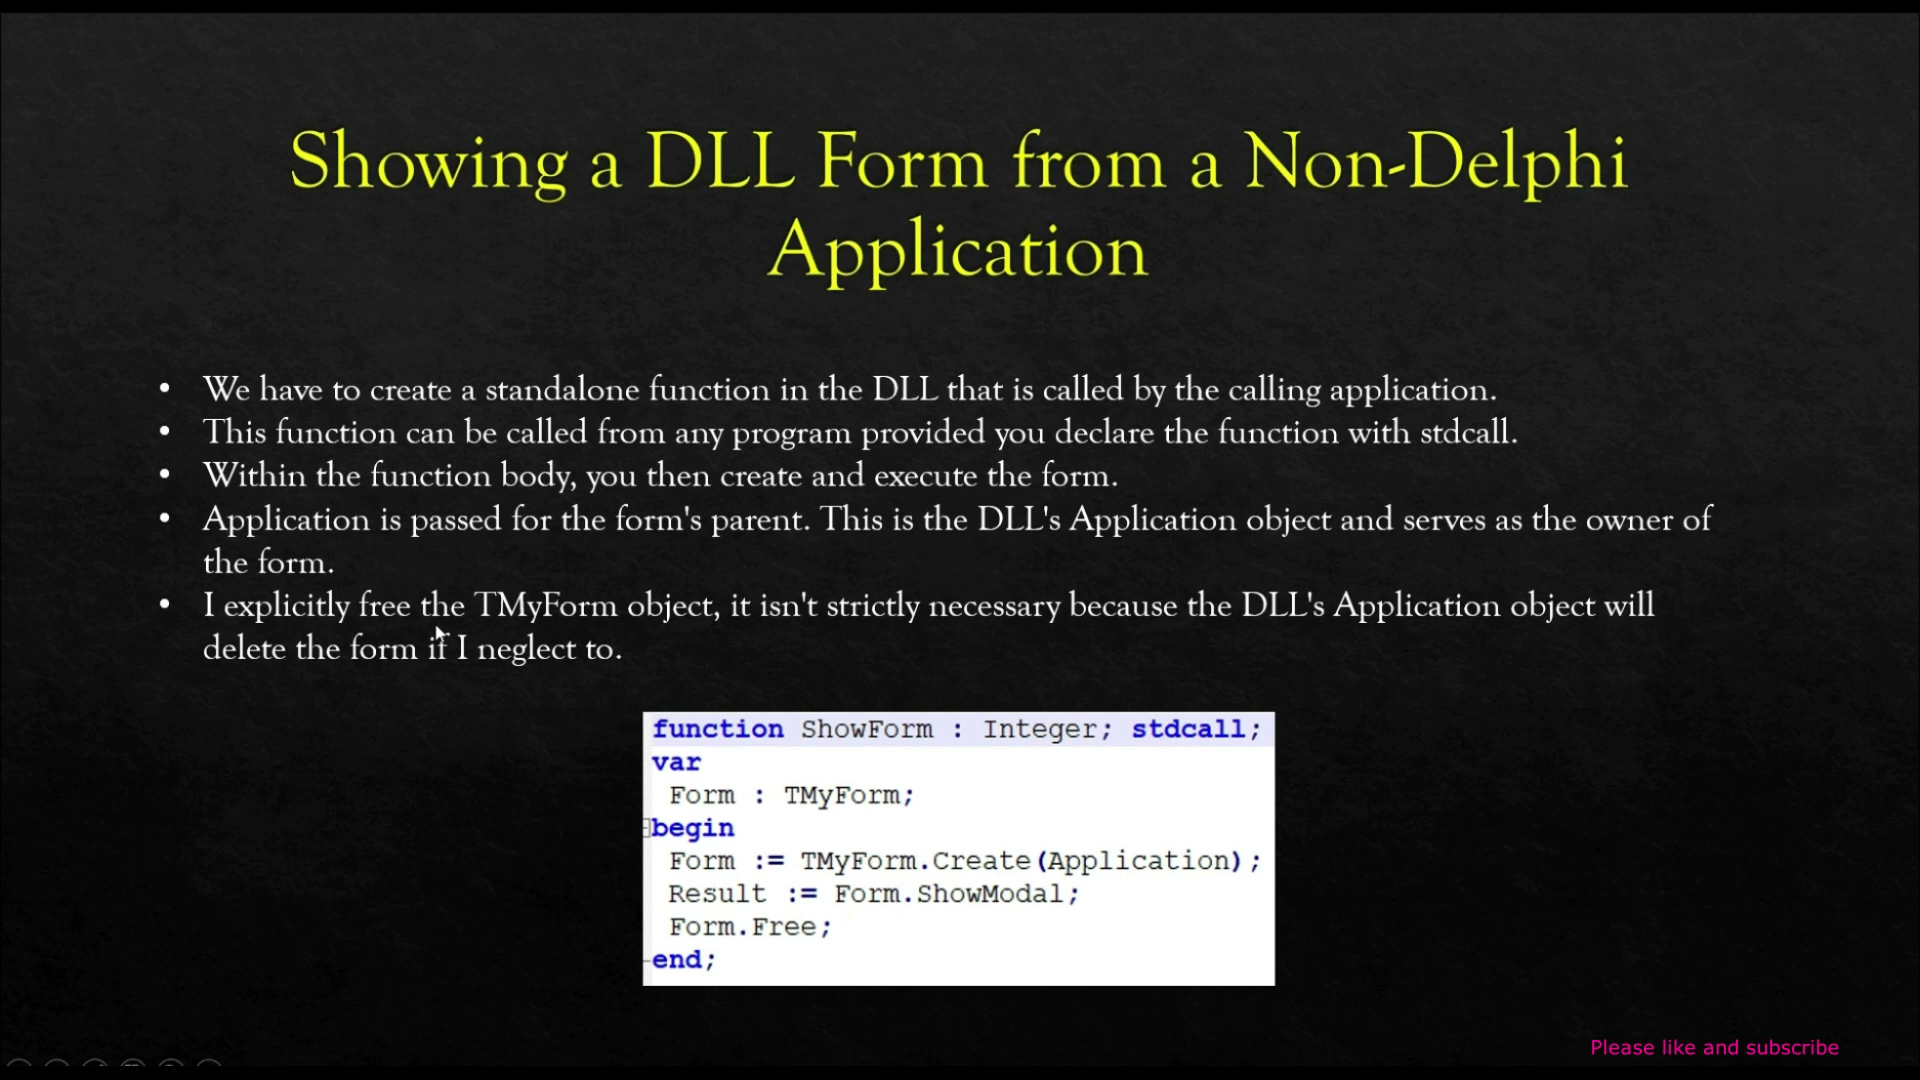 Showing a DLL Form from a Non-Delphi
Application
• We have to create a standalone function in the DLL that is called by the calling application.
• This function can be called from any program provided you declare the function with stdcall.
• Within the function body, you then create and execute the form.
• Application is passed for the form's parent. This is the DLL's Application object and serves as the owner of
the form.
• I explicitly free the TMyForm object, it isn't strictly necessary because the DLL's Application object will
delete the form if I neglect to.
function ShowForm : Integer; stdcall;
var
Form : TMyForm;
begin
Form := TMyForm.Create(Application);
Result := Form.ShowModal;
Form.Free;
end;
Please like and subscribe